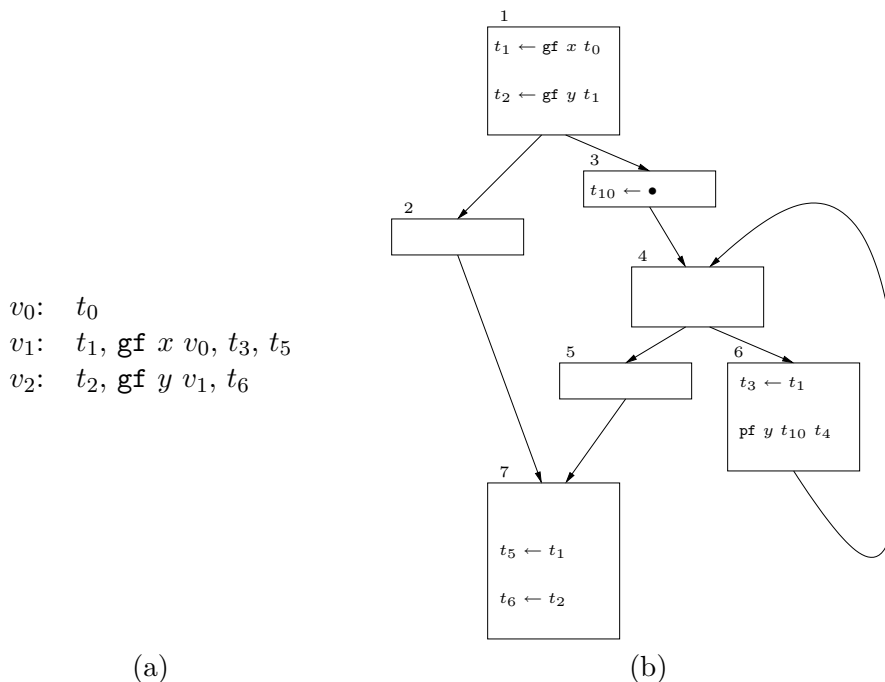 1
t₁ ← gf x t₀
t₂ ← gf y t₁
3
t₁₀ ← •
2
4
v₀: t₀
v₁: t₁, gf x v₀, t₃, t₅
v₂: t₂, gf y v₁, t₆
5
6
t₃ ← t₁
pf y t₁₀ t₄
7
t₅ ← t₁
t₆ ← t₂
(a)
(b)